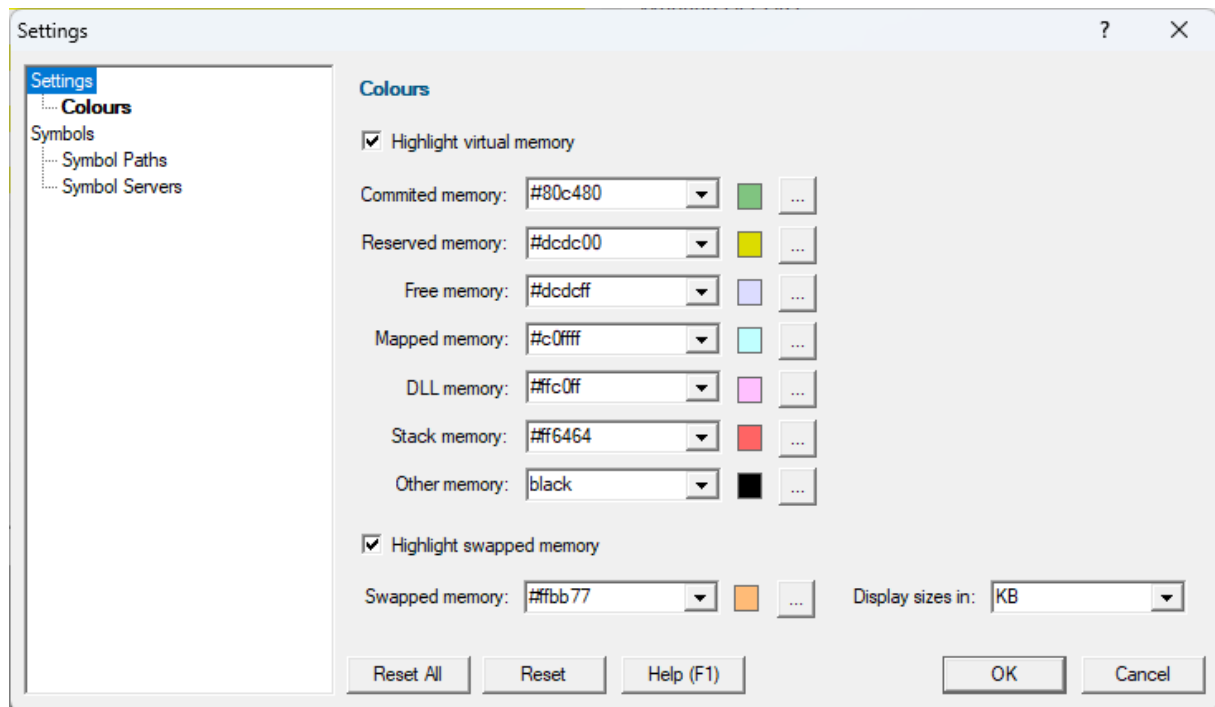 Settings
?
Settings
Colours
Symbols
Symbol Paths
Symbol Servers
Colours
Highlight virtual memory
Commited memory: #80c480 ...
Reserved memory: #dcdc00 ...
Free memory: #dcdcff ...
Mapped memory: #c0ffff ...
DLL memory: #ffc0ff ...
Stack memory: #ff6464 ...
Other memory: black ...
Highlight swapped memory
Swapped memory: #ffbb77 ... Display sizes in: KB
Reset All Reset Help (F1) OK Cancel